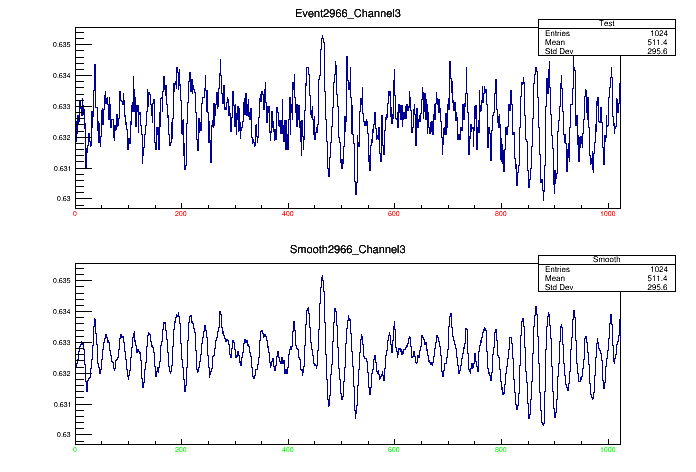 Event2966_Channel3
Test
Entries 1024
Mean 511.4
Std Dev 295.6
0.635
0.634
0.633
0.632
0.631
0.63
0 200 400 600 800 1000
Smooth2966_Channel3
Smooth
Entries 1024
Mean 511.4
Std Dev 295.6
0.635
0.634
0.633
0.632
0.631
0.63
0 200 400 600 800 1000